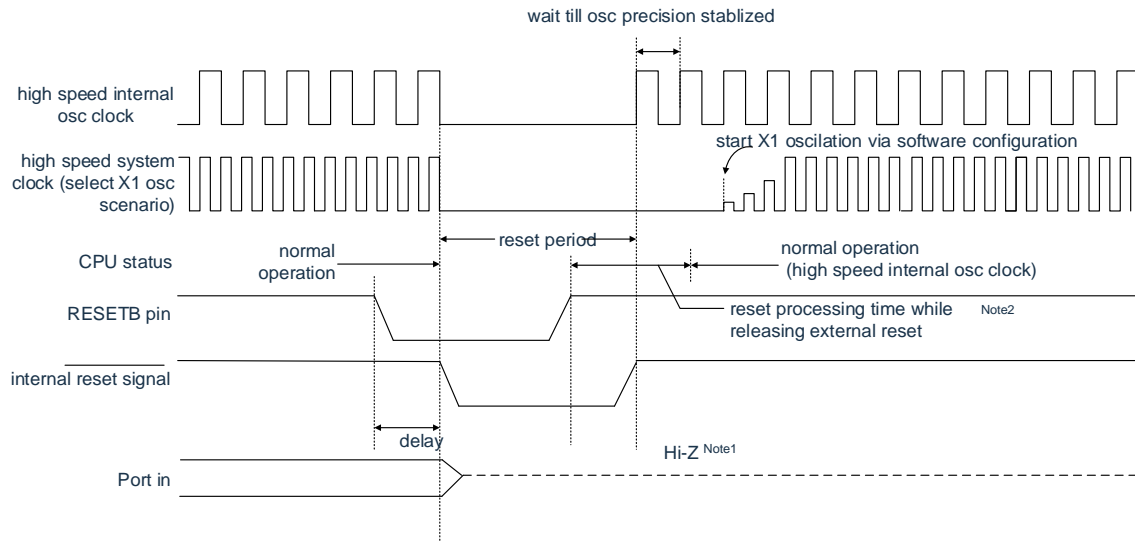 wait till osc precision stablized
high speed internal
osc clock
start X1 oscilation via software configuration
high speed system
clock (select X1 osc
scenario)
reset period
CPU status
normal
operation
normal operation
(high speed internal osc clock)
RESETB pin
reset processing time while Note2
releasing external reset
internal reset signal
delay
Hi-Z Note1
Port in